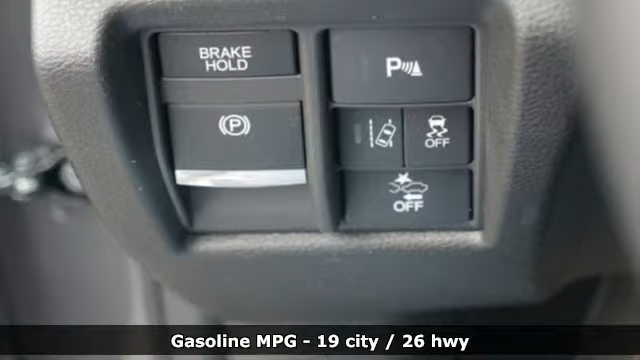 BRAKE
HOLD
P
P
OFF
OFF
Gasoline MPG - 19 city / 26 hwy